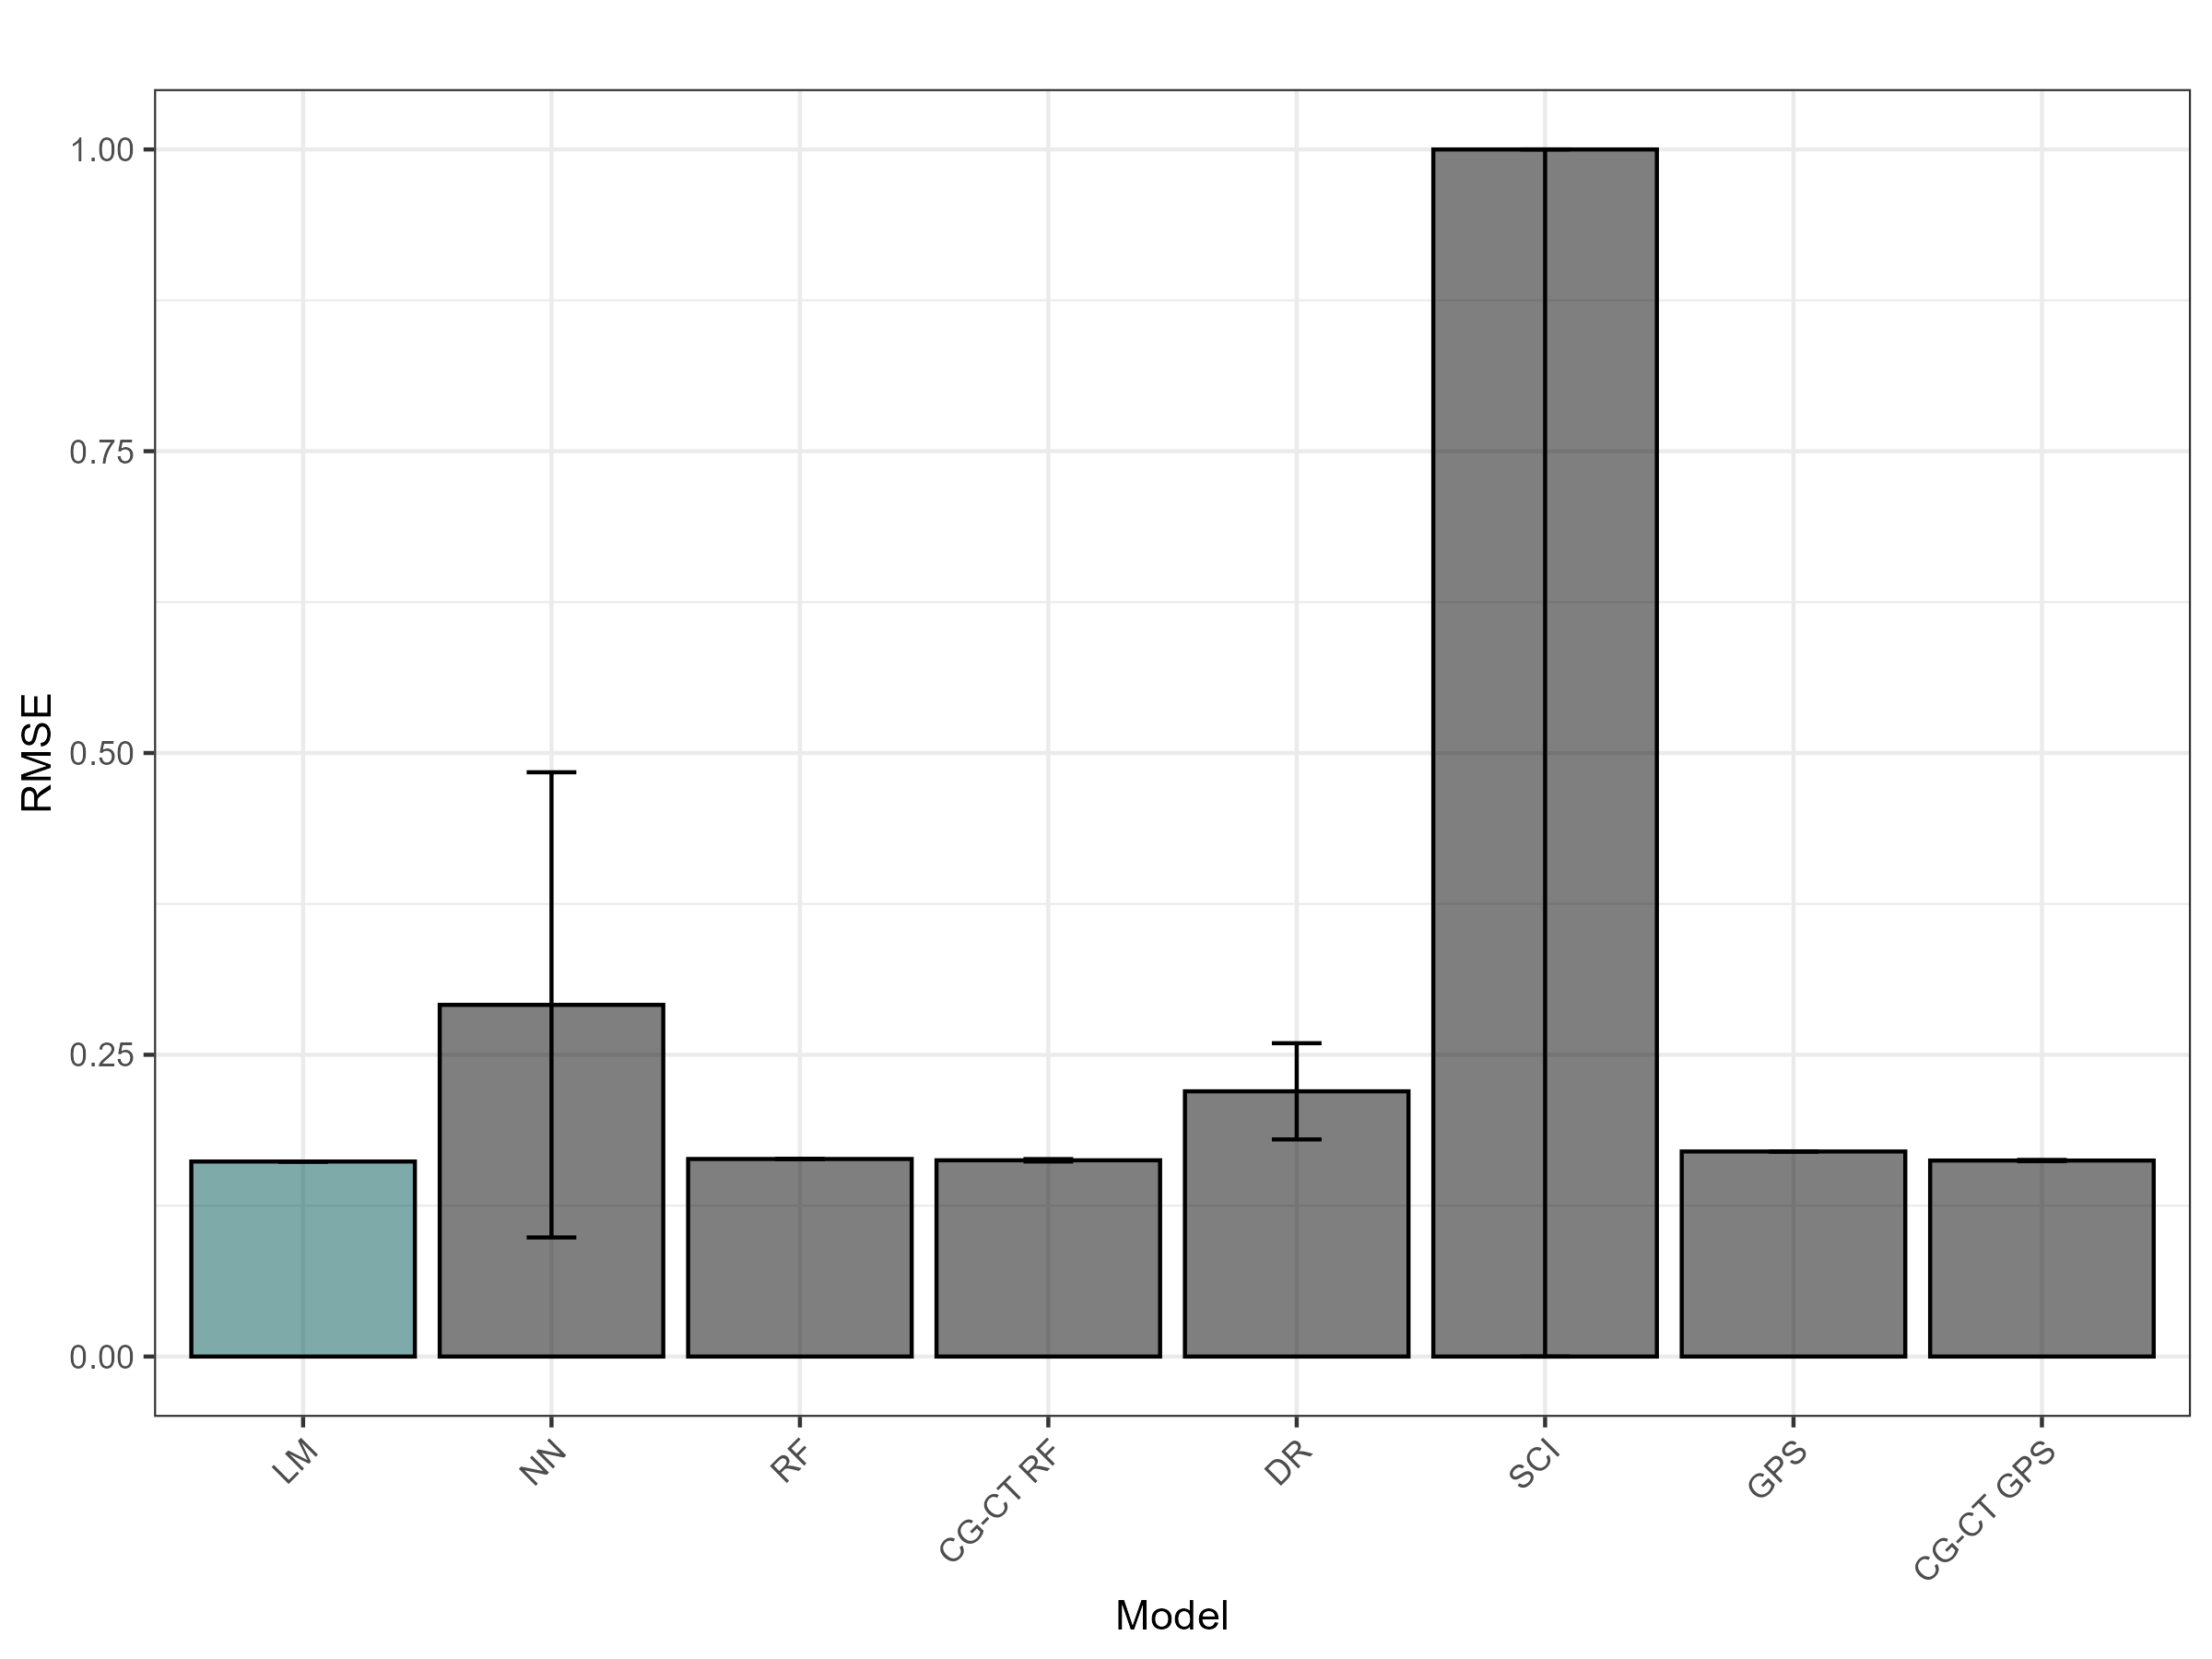 RMSE
1.00
0.75
0.50
0.25
0.00
LM
NN
RF
CG-CT RF
DR
SCI
GPS
CG-CT GPS
Model